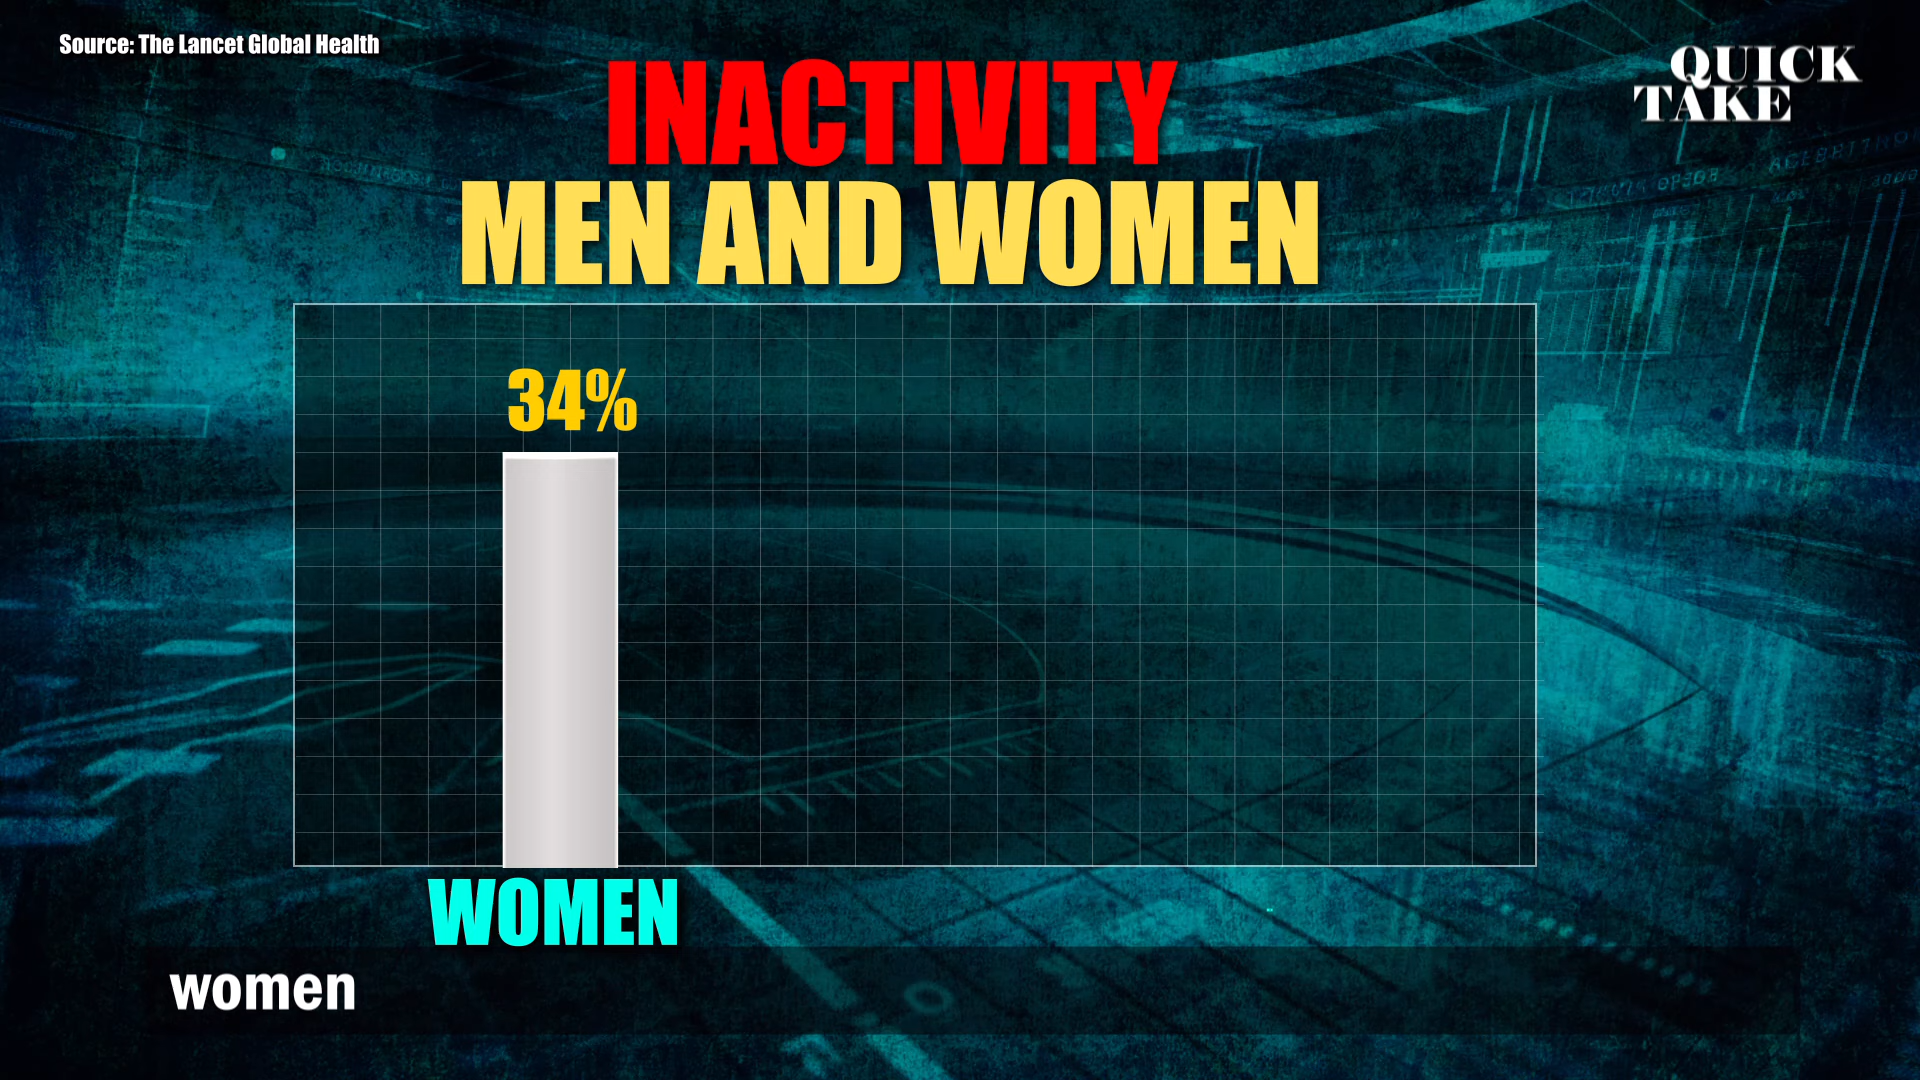 Source: The Lancet Global Health
QUICK
TAKE
INACTIVITY
MEN AND WOMEN
34%
WOMEN
women